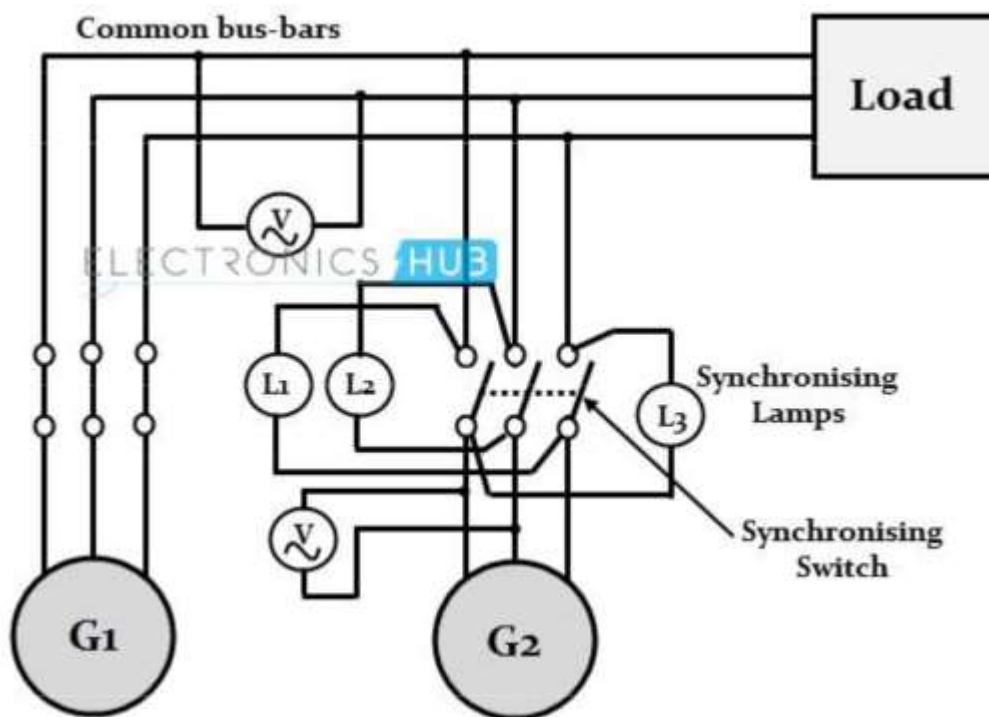 Common bus-bars
Load
V
ELECTRONICS HUB
L1
L2
L3
Synchronising
Lamps
V
Synchronising
Switch
G1
G2